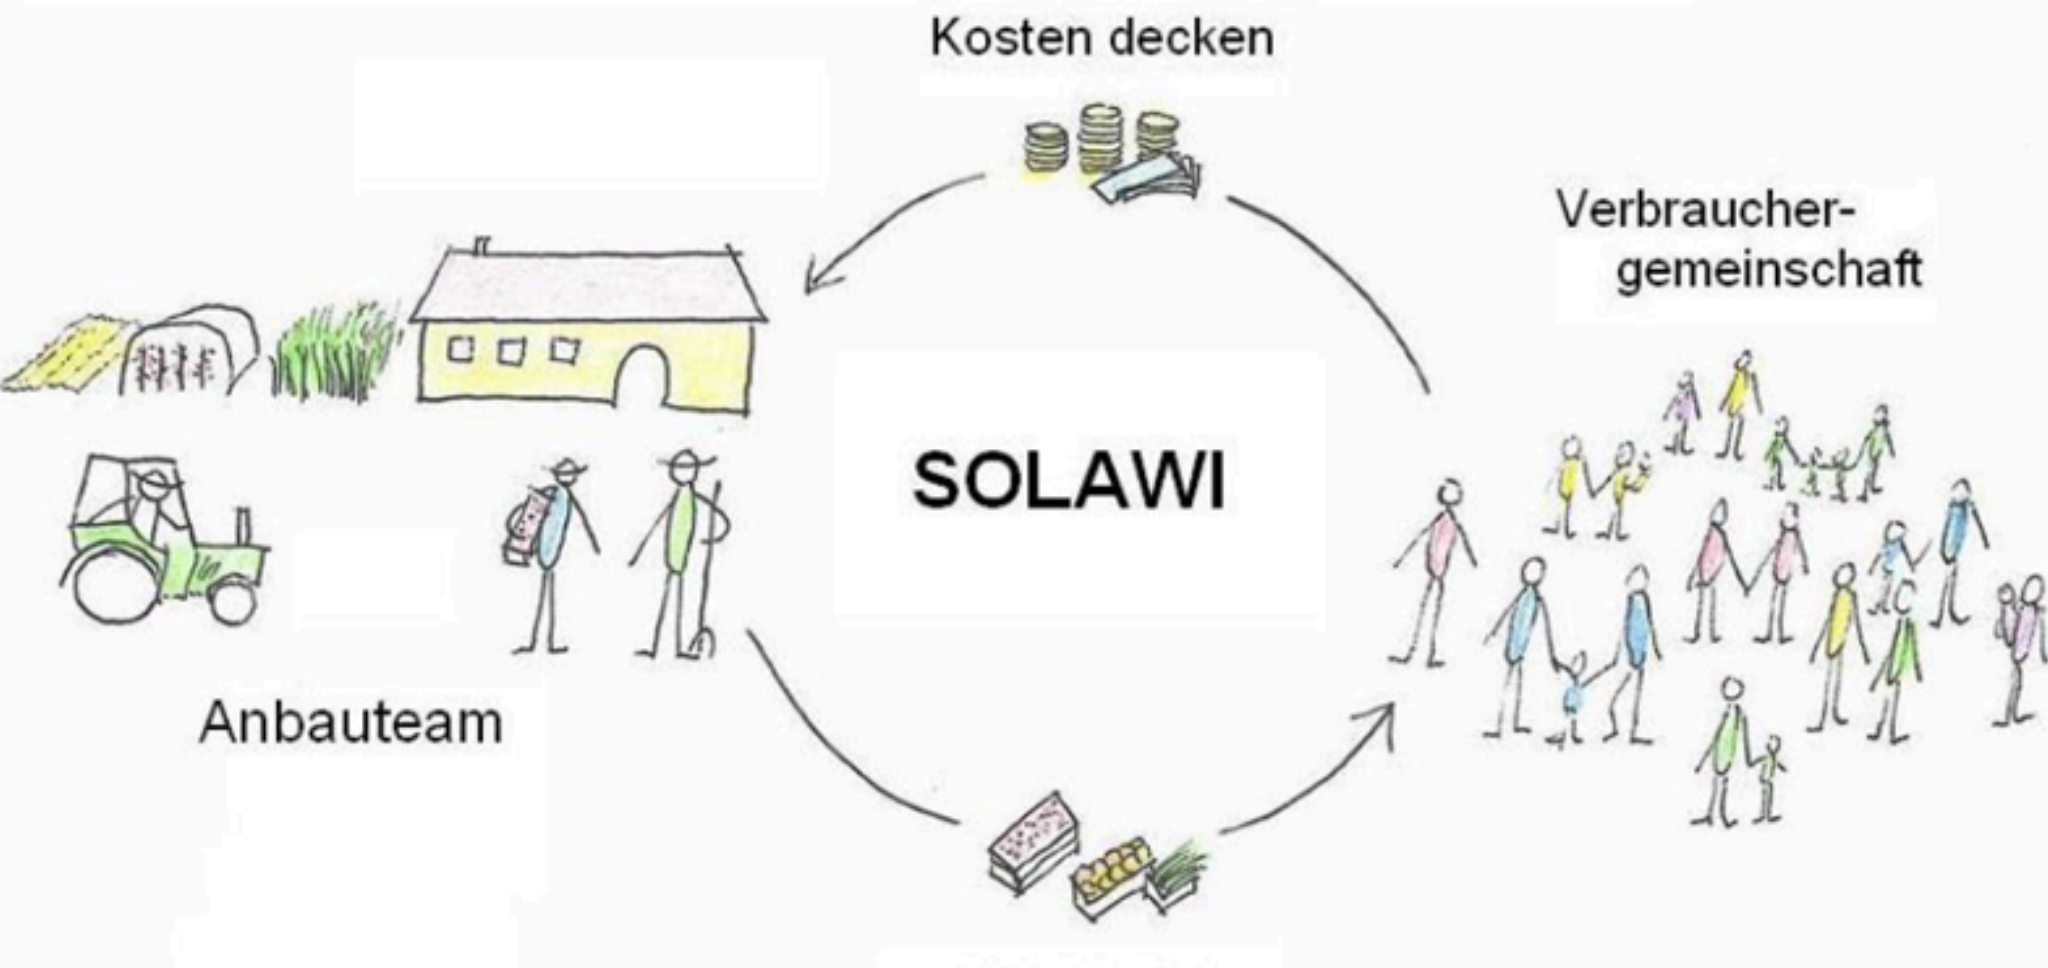 Kosten decken
Verbraucher-
gemeinschaft
SOLAWI
Anbauteam